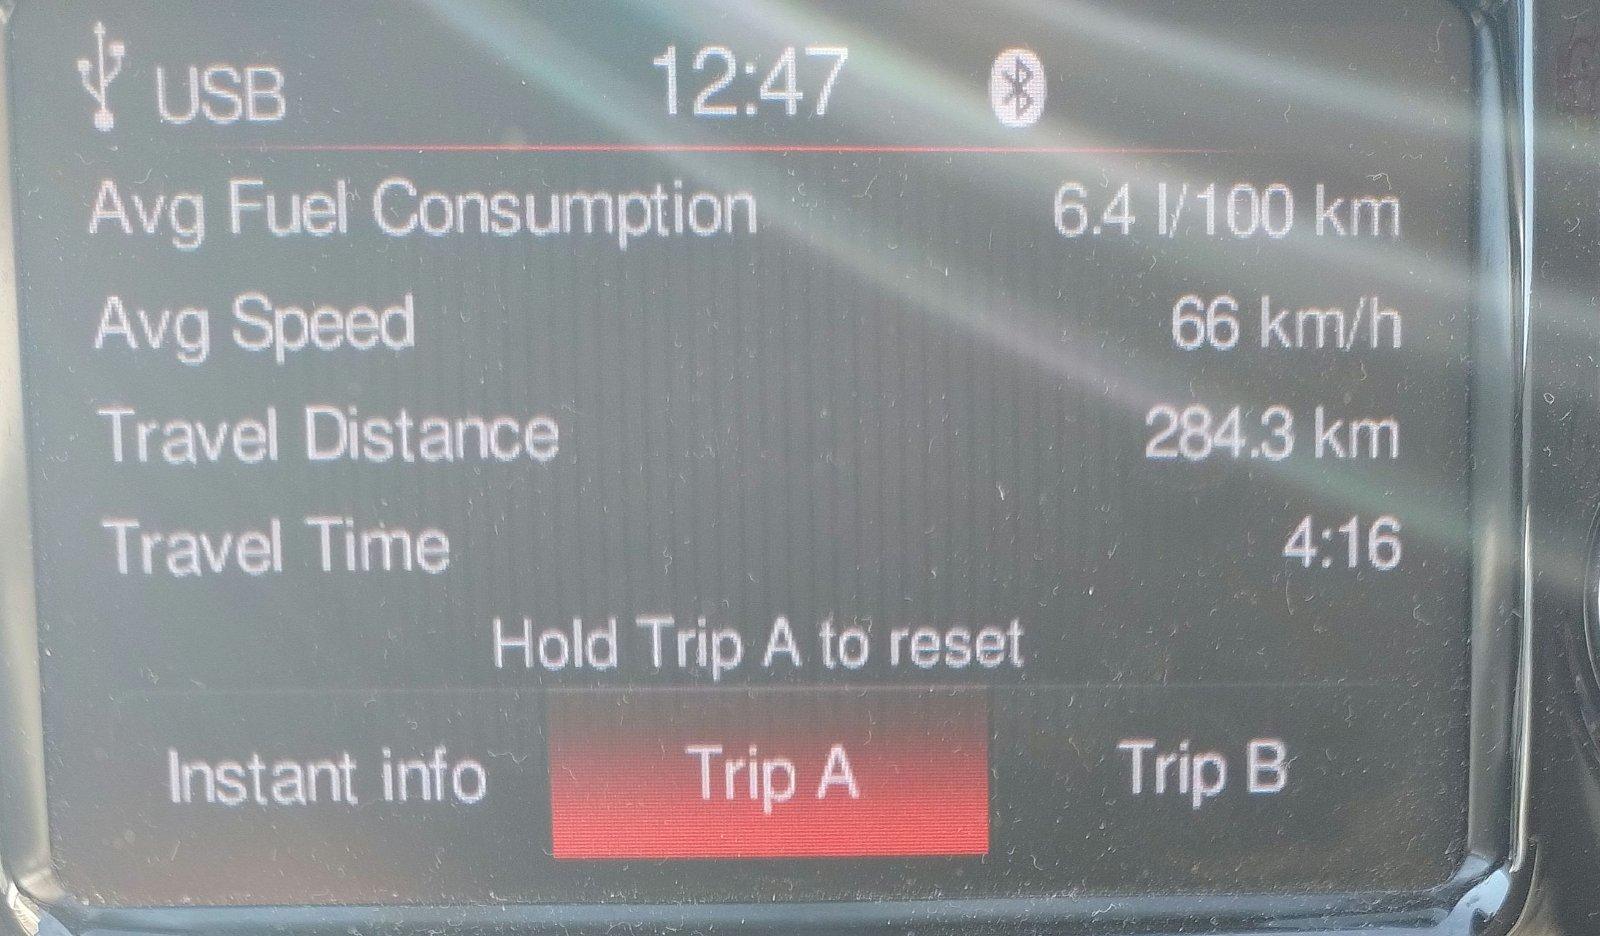 USB 12:47
Avg Fuel Consumption 6.4 l/100 km
Avg Speed 66 km/h
Travel Distance 284.3 km
Travel Time 4:16
Hold Trip A to reset
Instant info Trip A Trip B